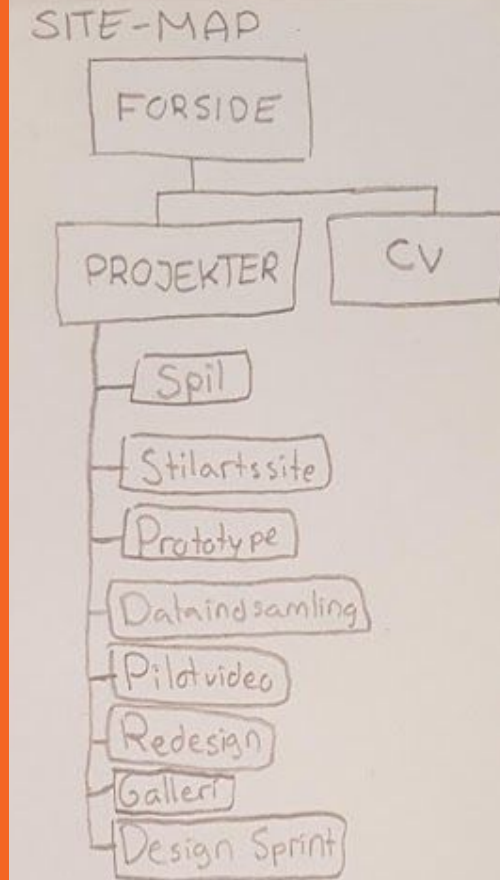 SITE-MAP
FORSIDE
PROJEKTER
CV
Spil
Stilartssite
Prototype
Dataindsamling
Pilotvideo
Redesign
Galleri
Design Sprint